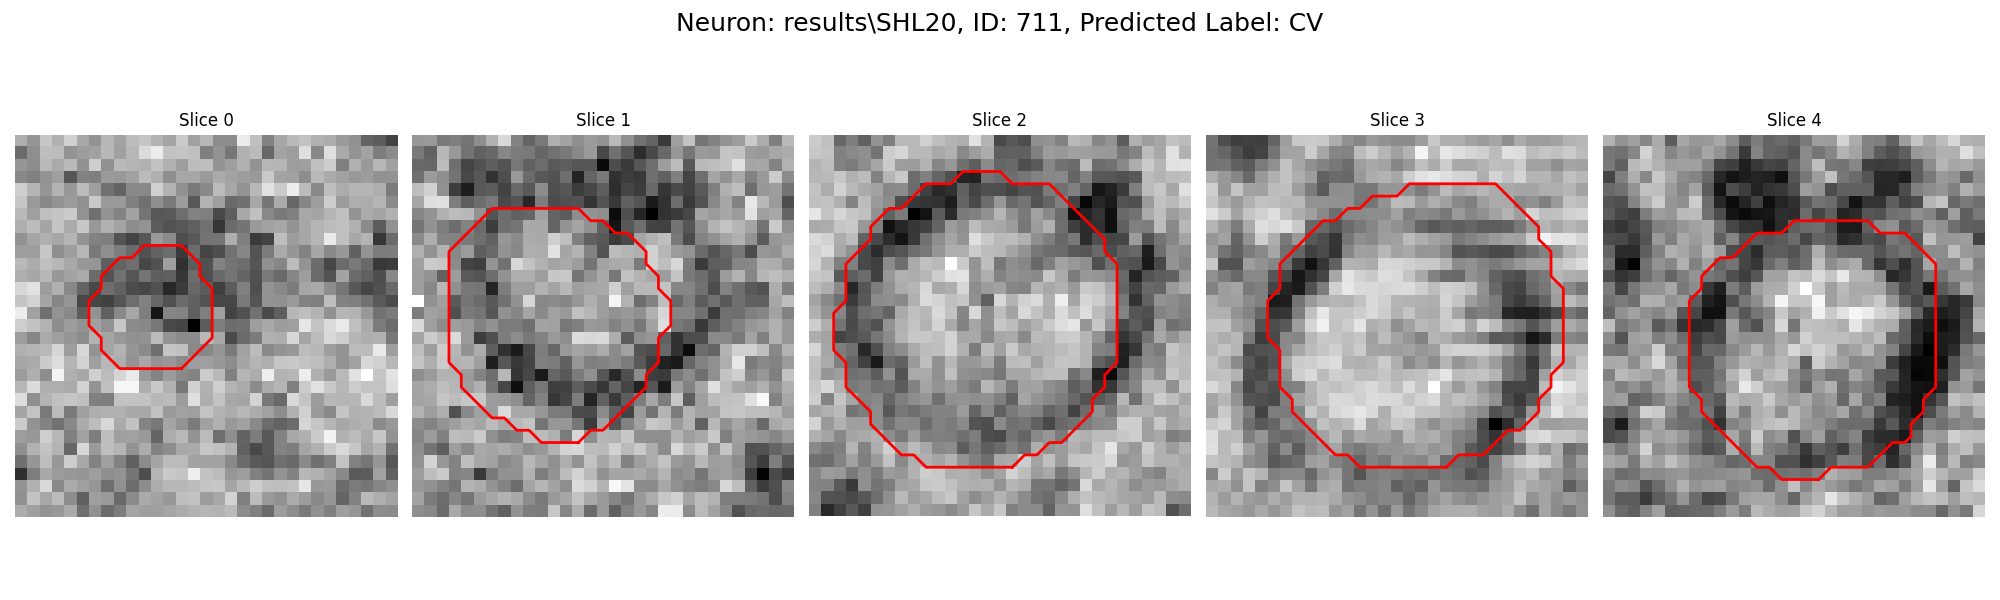 Neuron: results\SHL20, ID: 711, Predicted Label: CV
Slice 0
Slice 1
Slice 2
Slice 3
Slice 4